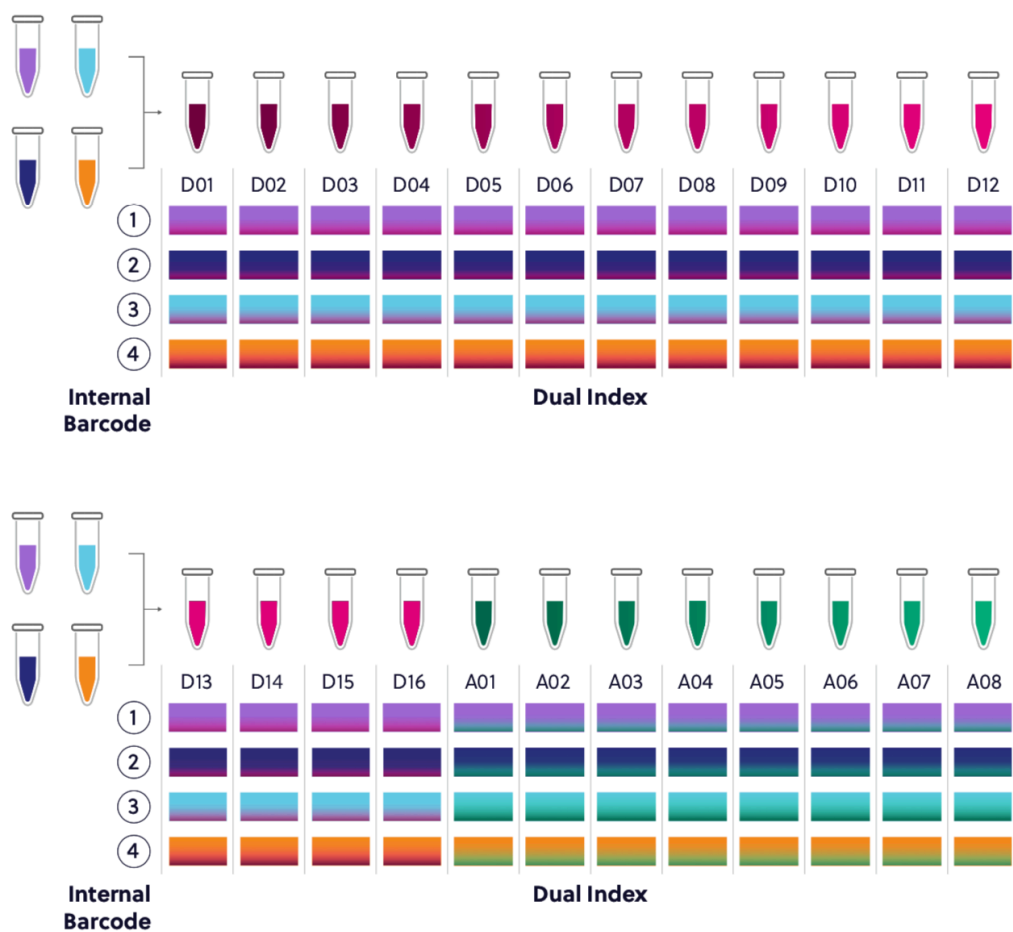 D01 D02 D03 D04 D05 D06 D07 D08 D09 D10 D11 D12
1
2
3
4
Internal
Barcode
Dual Index
D13 D14 D15 D16 A01 A02 A03 A04 A05 A06 A07 A08
1
2
3
4
Internal
Barcode
Dual Index